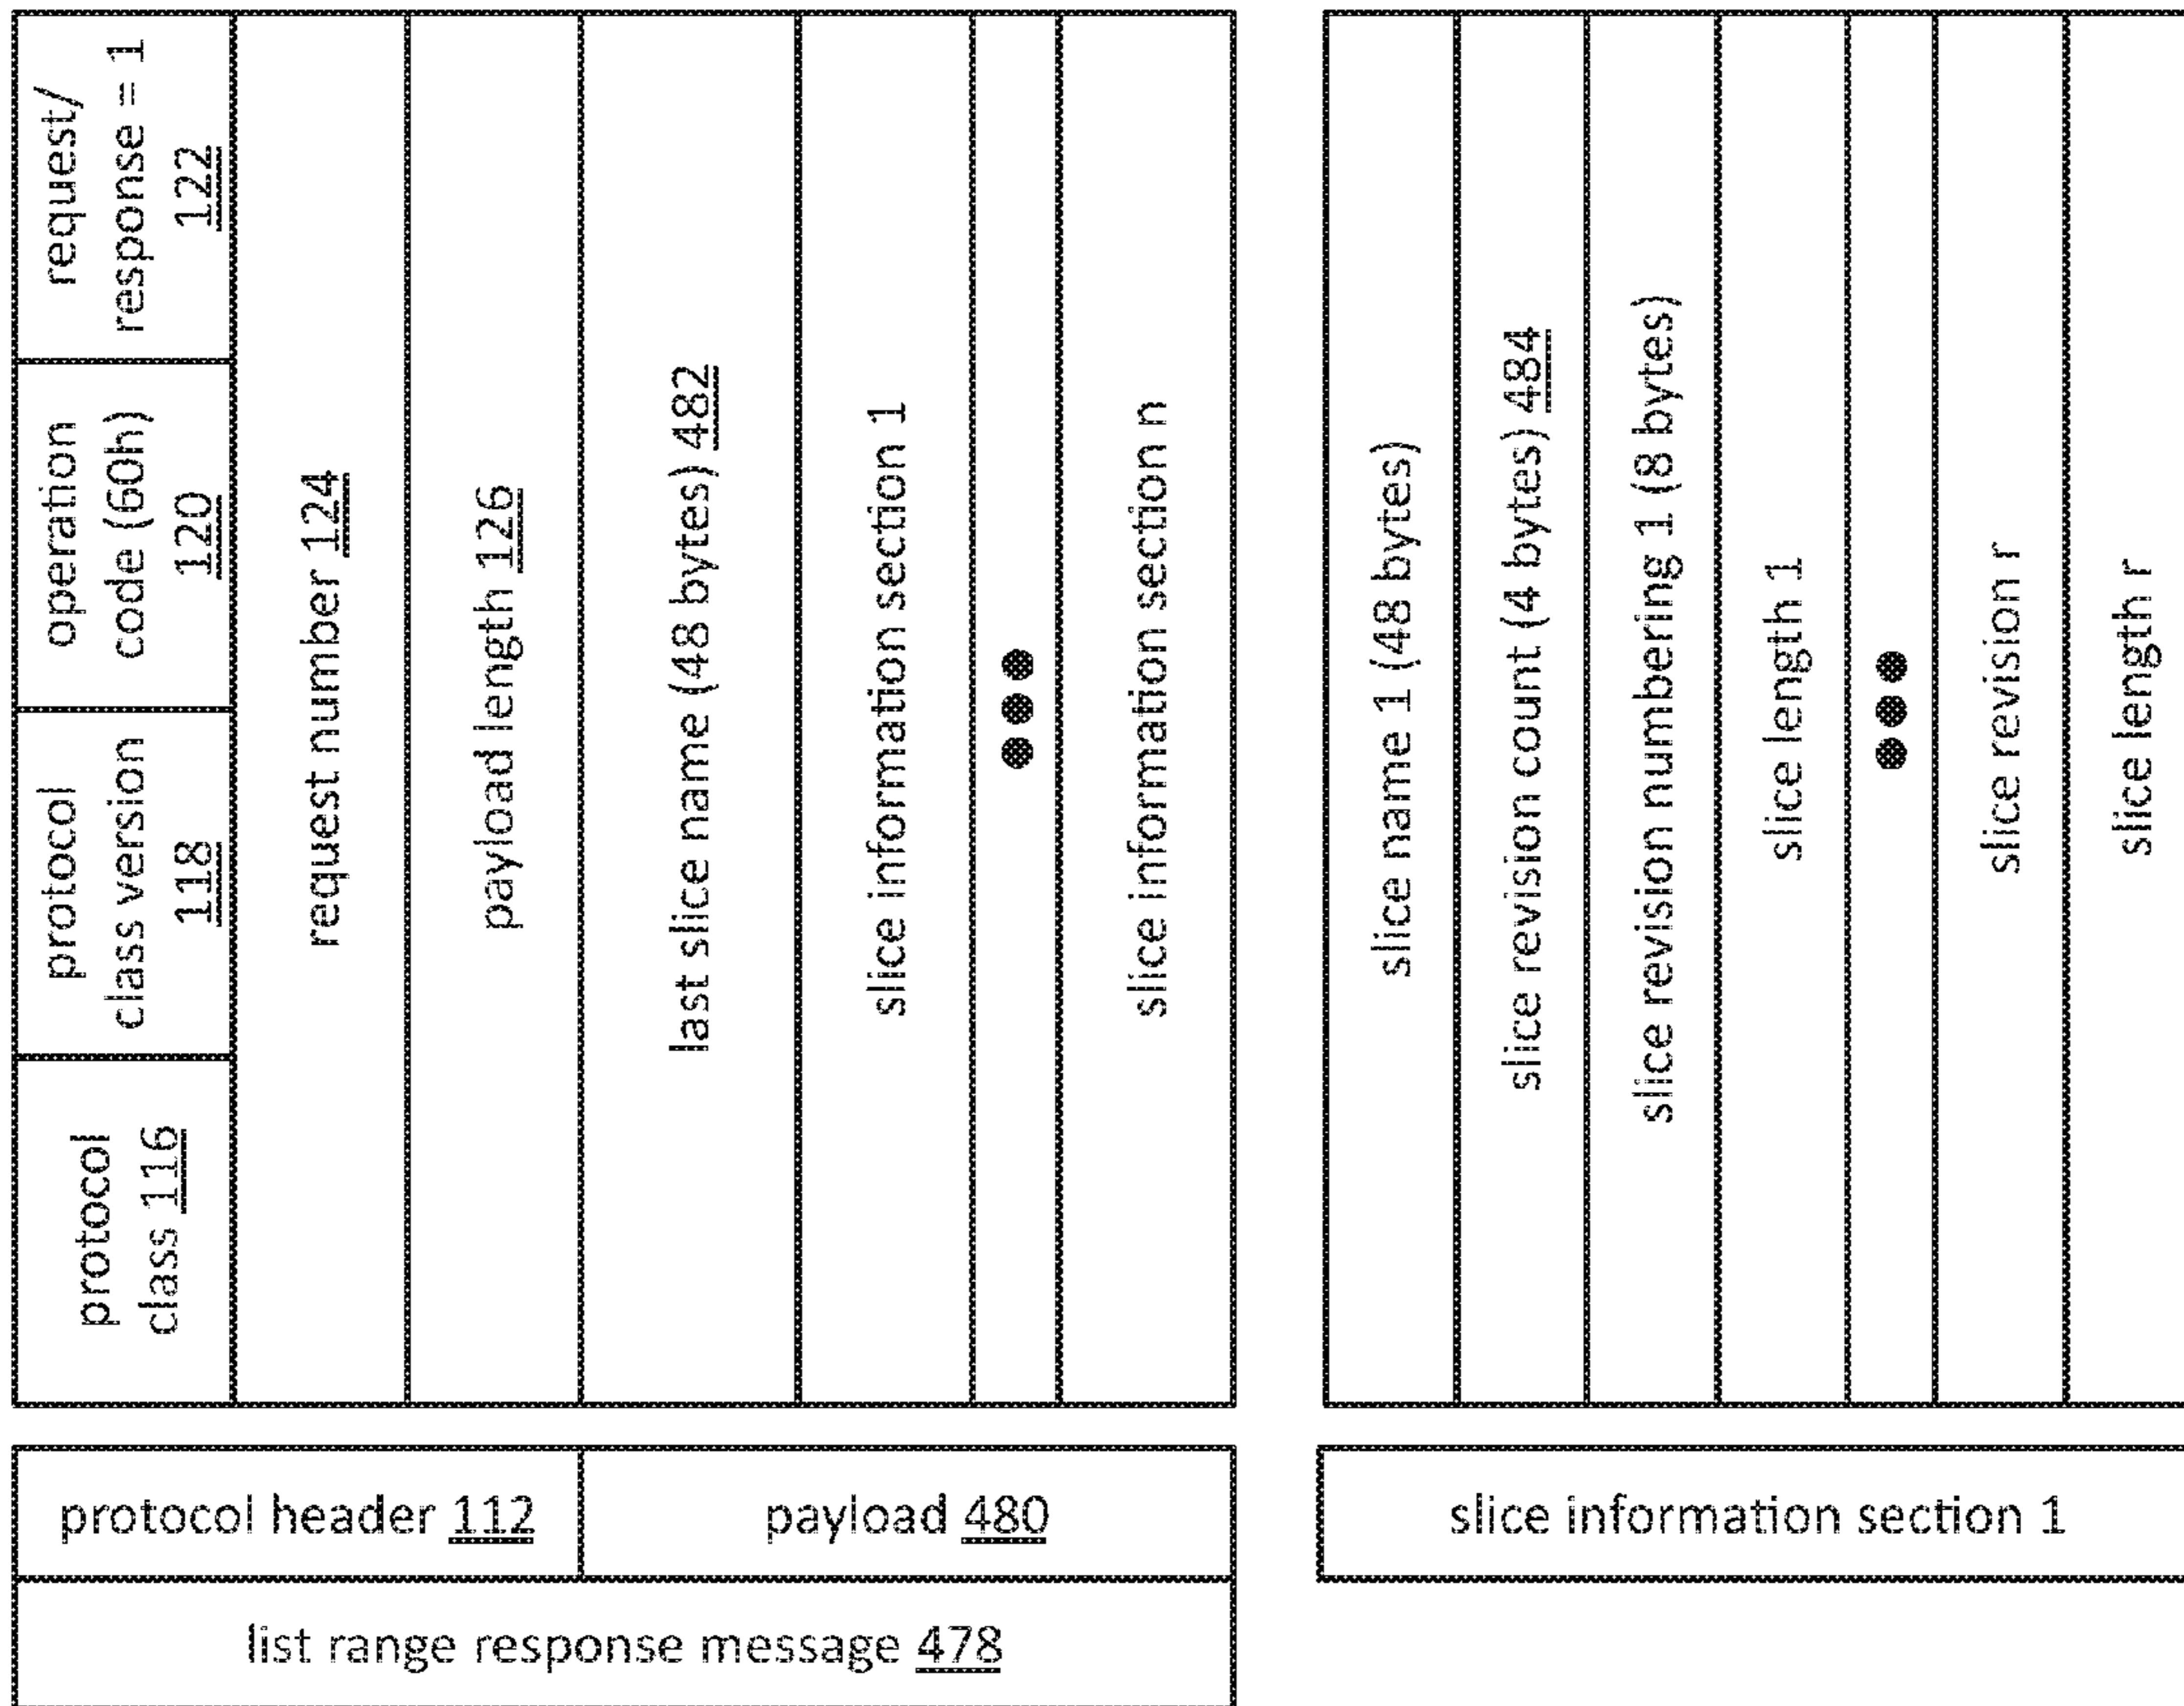 protocol
class 116
protocol
class version
118
operation
code (60h)
120
request/
response = 1
122
request number 124
payload length 126
last slice name (48 bytes) 482
slice information section 1
●●●
slice information section n
protocol header 112
payload 480
list range response message 478
slice name 1 (48 bytes)
slice revision count (4 bytes) 484
slice revision numbering 1 (8 bytes)
slice length 1
●●●
slice revision r
slice length r
slice information section 1